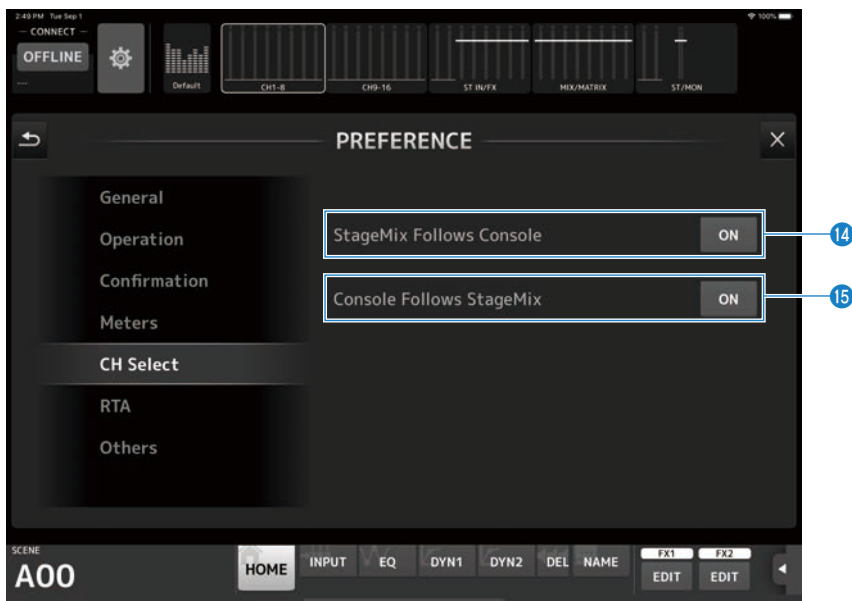 2:49 PM Tue Sep 1
100%
CONNECT
OFFLINE
---
Default
CH1-8
CH9-16
ST IN/FX
MIX/MATRIX
ST/MON
PREFERENCE
General
Operation
Confirmation
Meters
CH Select
RTA
Others
StageMix Follows Console
ON
14
Console Follows StageMix
ON
15
SCENE
A00
HOME
INPUT
EQ
DYN1
DYN2
DEL
NAME
FX1
EDIT
FX2
EDIT